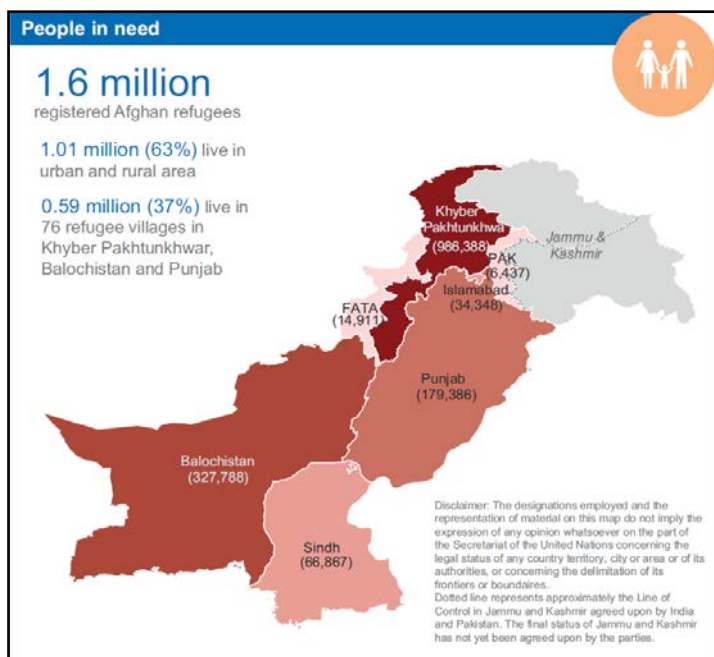 People in need
1.6 million
registered Afghan refugees
1.01 million (63%) live in
urban and rural area
0.59 million (37%) live in
76 refugee villages in
Khyber Pakhtunkhwar,
Balochistan and Punjab
Khyber
Pakhtunkhwa
(986,388)
Jammu &
Kashmir
PAK
(6,437)
Islamabad
(34,348)
FATA
(14,911)
Punjab
(179,386)
Balochistan
(327,788)
Sindh
(66,867)
Disclaimer: The designations employed and the
representation of material on this map do not imply the
expression of any opinion whatsoever on the part of
the Secretariat of the United Nations concerning the
legal status of any country territory, city or area or of its
authorities, or concerning the delimitation of its
frontiers or boundaires.
Dotted line represents approximately the Line of
Control in Jammu and Kashmir agreed upon by India
and Pakistan. The final status of Jammu and Kashmir
has not yet been agreed upon by the parties.